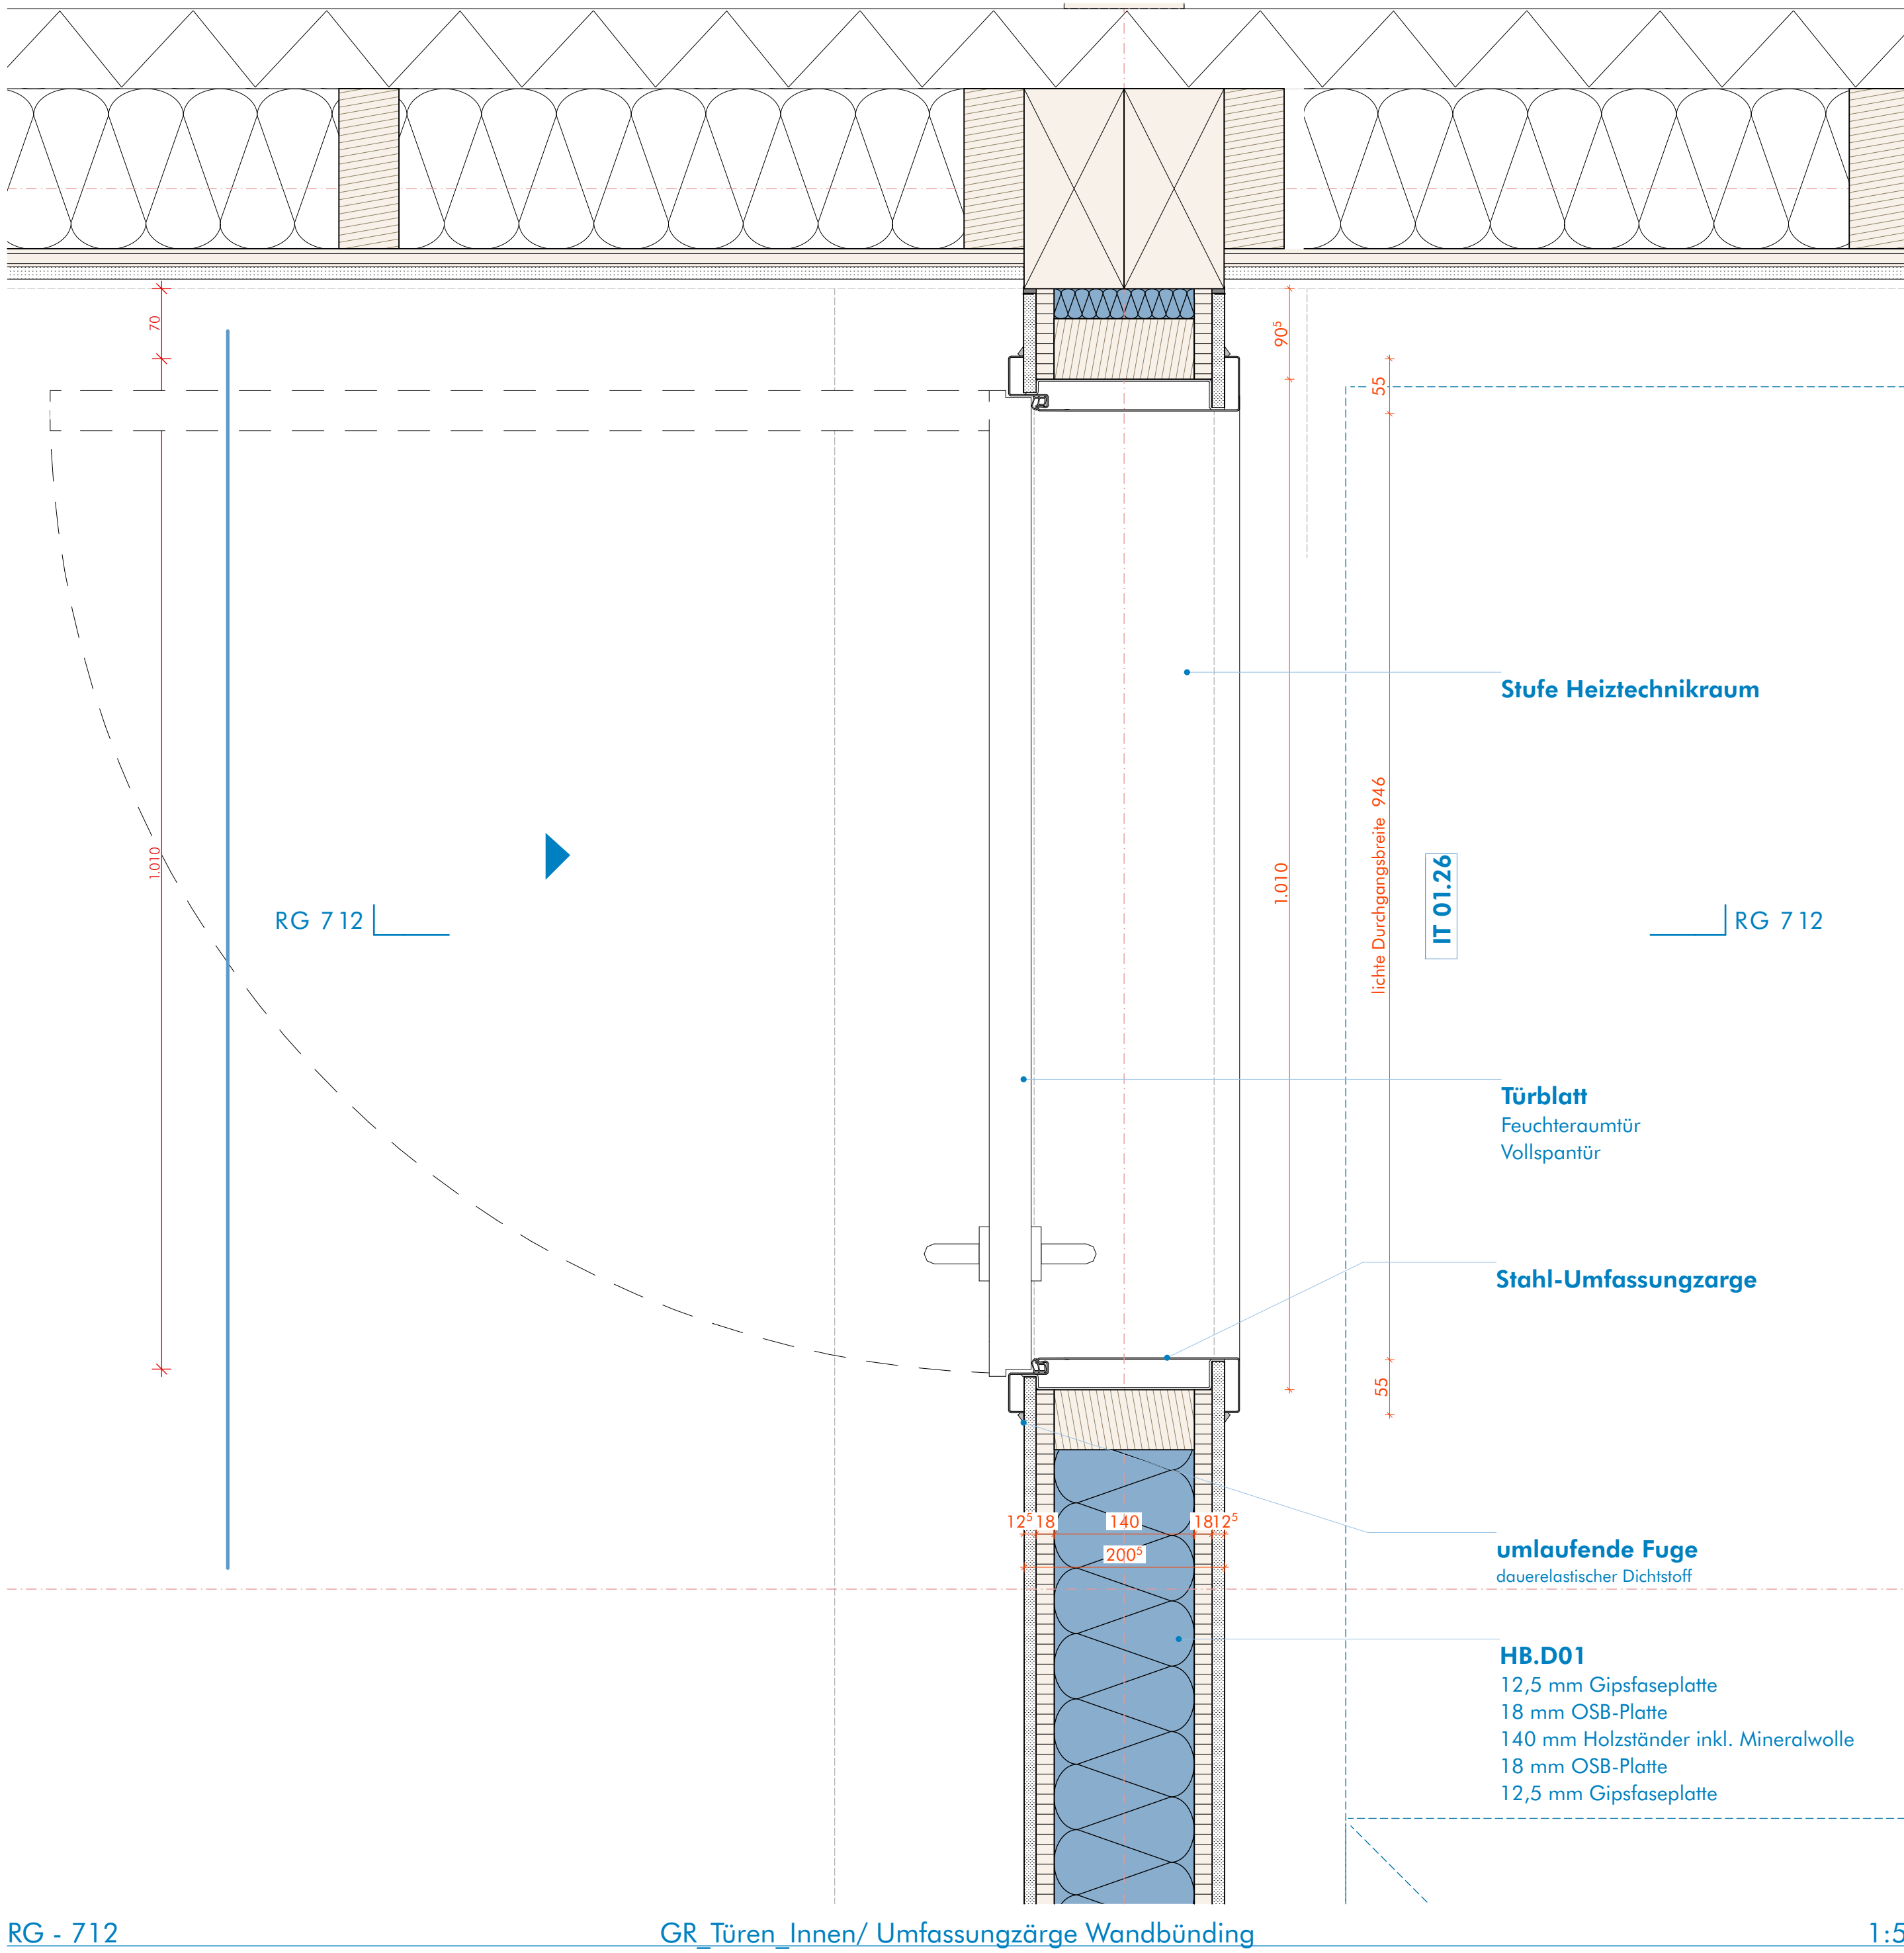 70
90⁵
55
Stufe Heiztechnikraum
lichte Durchgangsbreite 946
1.010
1.010
IT 01.26
RG 712
RG 712
Türblatt
Feuchteraumtür
Vollspantür
Stahl-Umfassungzarge
55
12⁵ 18 140 18 12⁵
200⁵
umlaufende Fuge
dauerelastischer Dichtstoff
HB.D01
12,5 mm Gipsfaseplatte
18 mm OSB-Platte
140 mm Holzständer inkl. Mineralwolle
18 mm OSB-Platte
12,5 mm Gipsfaseplatte
RG - 712 GR_Türen_Innen/ Umfassungzärge Wandbünding 1:5